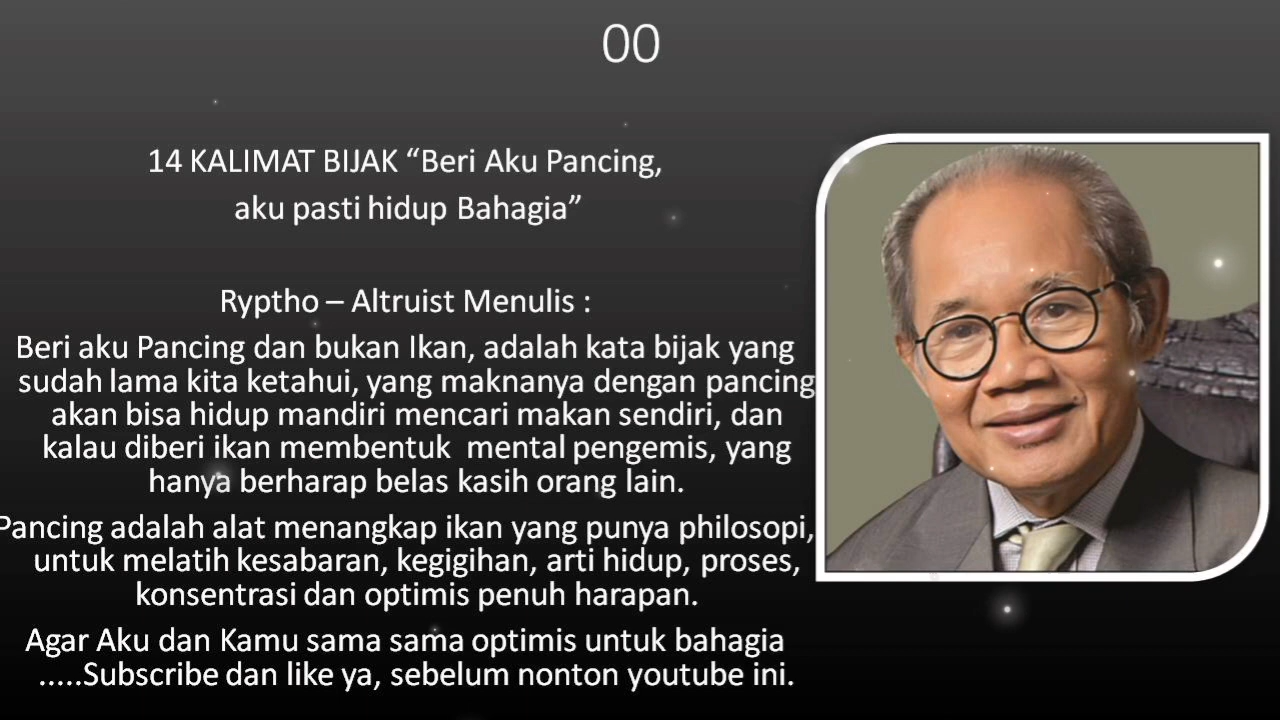 00
14 KALIMAT BIJAK “Beri Aku Pancing,
aku pasti hidup Bahagia”
Ryptho – Altruist Menulis :
Beri aku Pancing dan bukan Ikan, adalah kata bijak yang
sudah lama kita ketahui, yang maknanya dengan pancing
akan bisa hidup mandiri mencari makan sendiri, dan
kalau diberi ikan membentuk  mental pengemis, yang
hanya berharap belas kasih orang lain.
Pancing adalah alat menangkap ikan yang punya philosopi,
untuk melatih kesabaran, kegigihan, arti hidup, proses,
konsentrasi dan optimis penuh harapan.
Agar Aku dan Kamu sama sama optimis untuk bahagia
.....Subscribe dan like ya, sebelum nonton youtube ini.